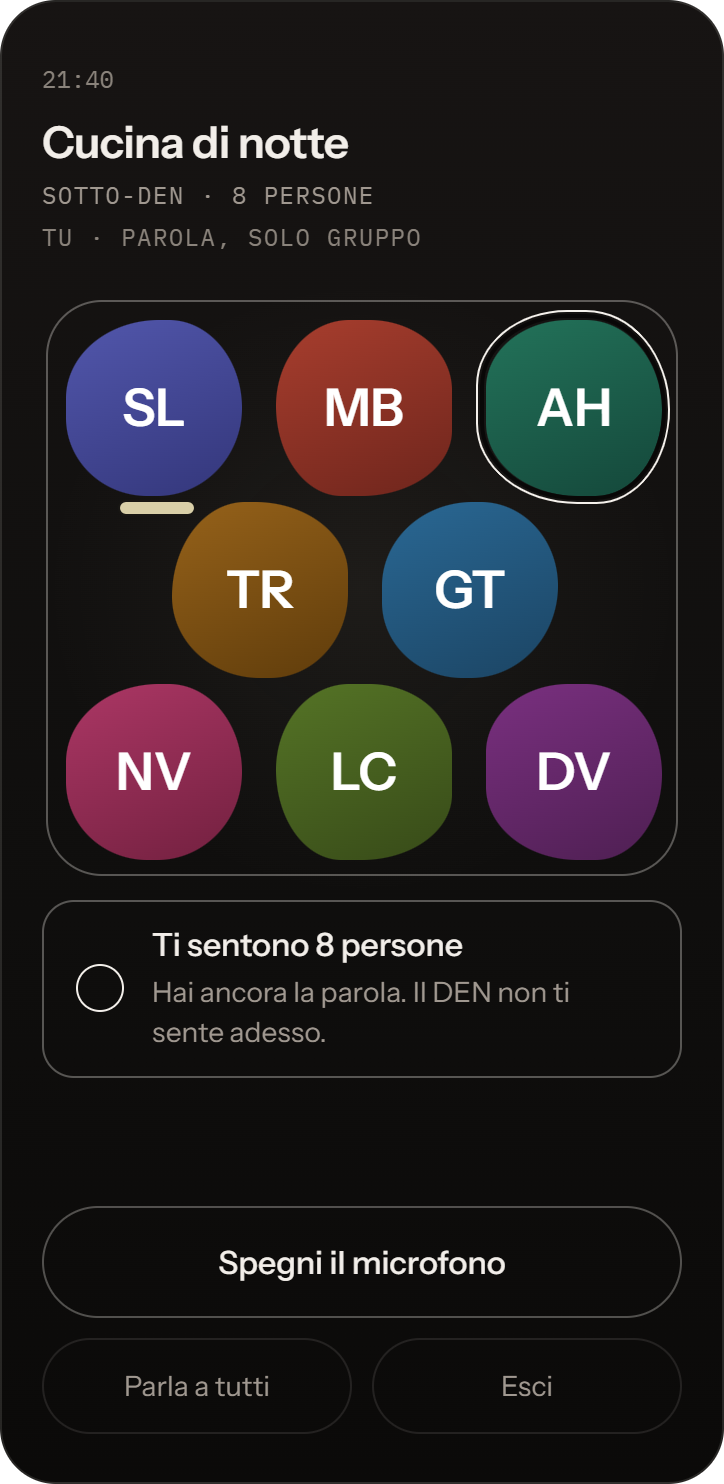 21:40
Cucina di notte
SOTTO-DEN · 8 PERSONE
TU · PAROLA, SOLO GRUPPO
SL
MB
AH
TR
GT
NV
LC
DV
Ti sentono 8 persone
Hai ancora la parola. Il DEN non ti
sente adesso.
Spegni il microfono
Parla a tutti
Esci